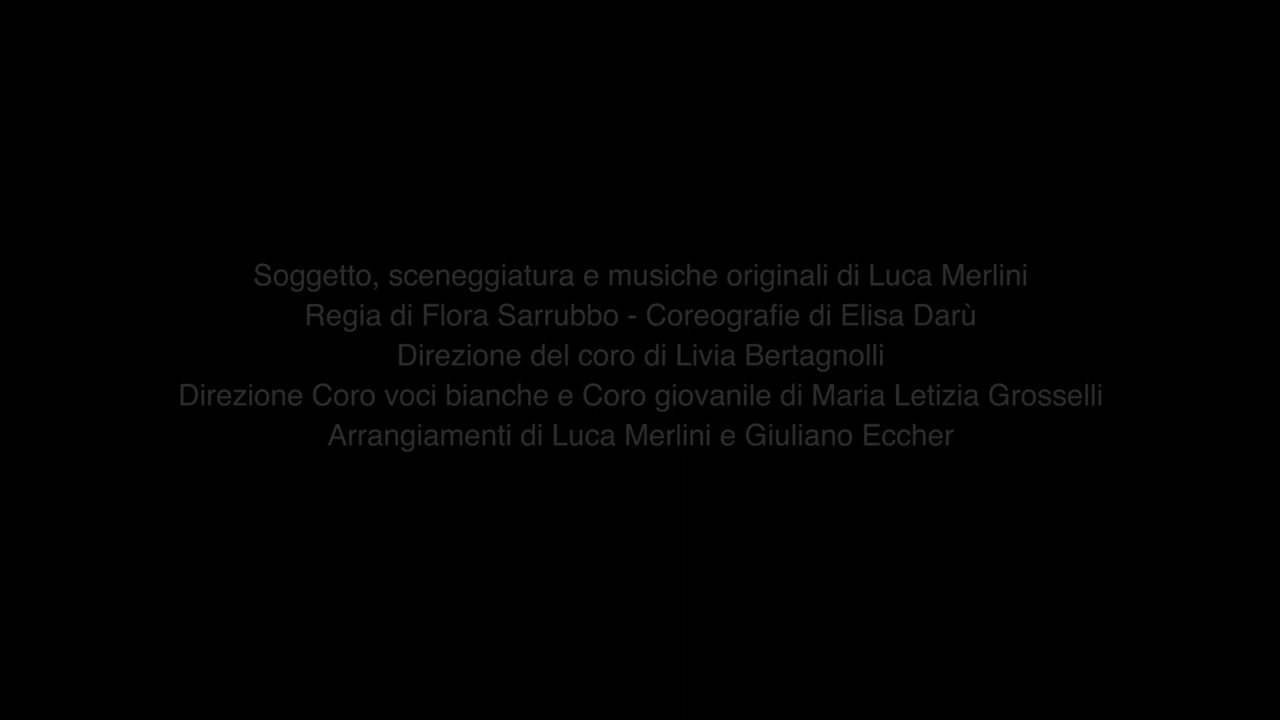 Soggetto, sceneggiatura e musiche originali di Luca Merlini
Regia di Flora Sarrubbo - Coreografie di Elisa Darù
Direzione del coro di Livia Bertagnolli
Direzione Coro voci bianche e Coro giovanile di Maria Letizia Grosselli
Arrangiamenti di Luca Merlini e Giuliano Eccher